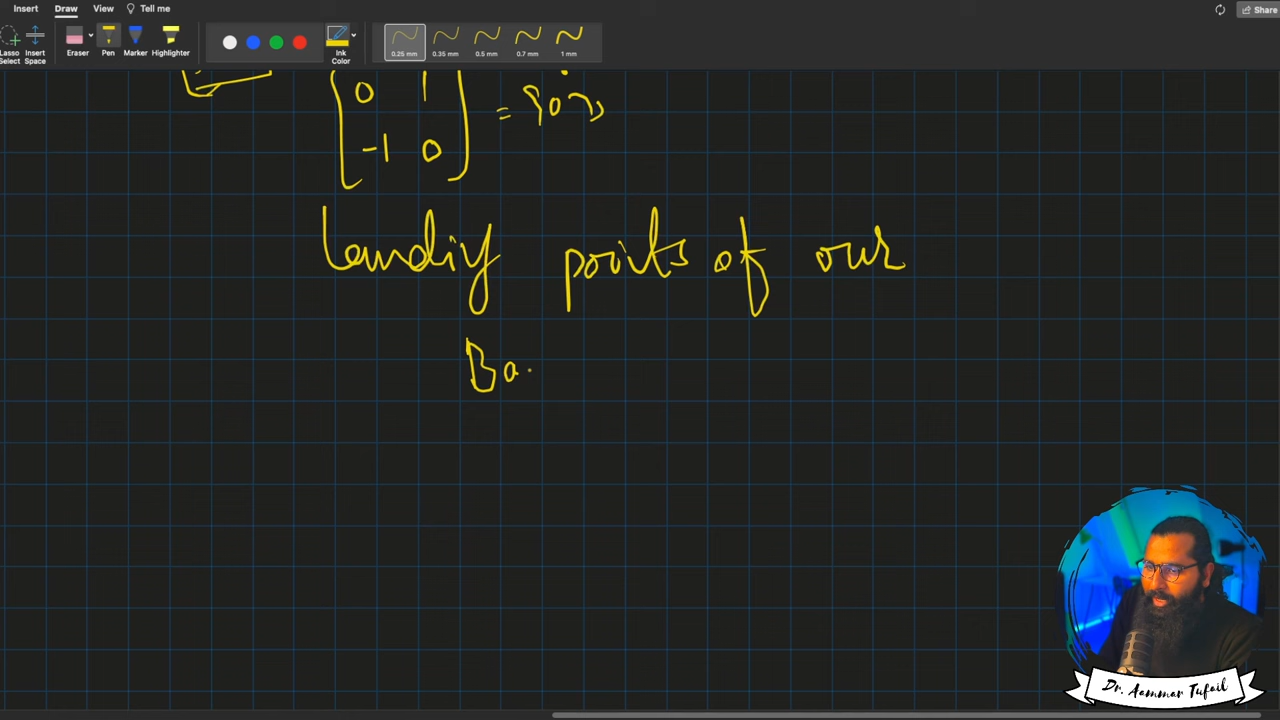 Insert Draw View Tell me
Share
Lasso Select
Insert Space
Eraser
Pen
Marker
Highlighter
Ink Color
0.25 mm
0.35 mm
0.5 mm
0.7 mm
1 mm
0 1
-1 0
=
landing points of our
Ba
Dr. Aammar Tufail